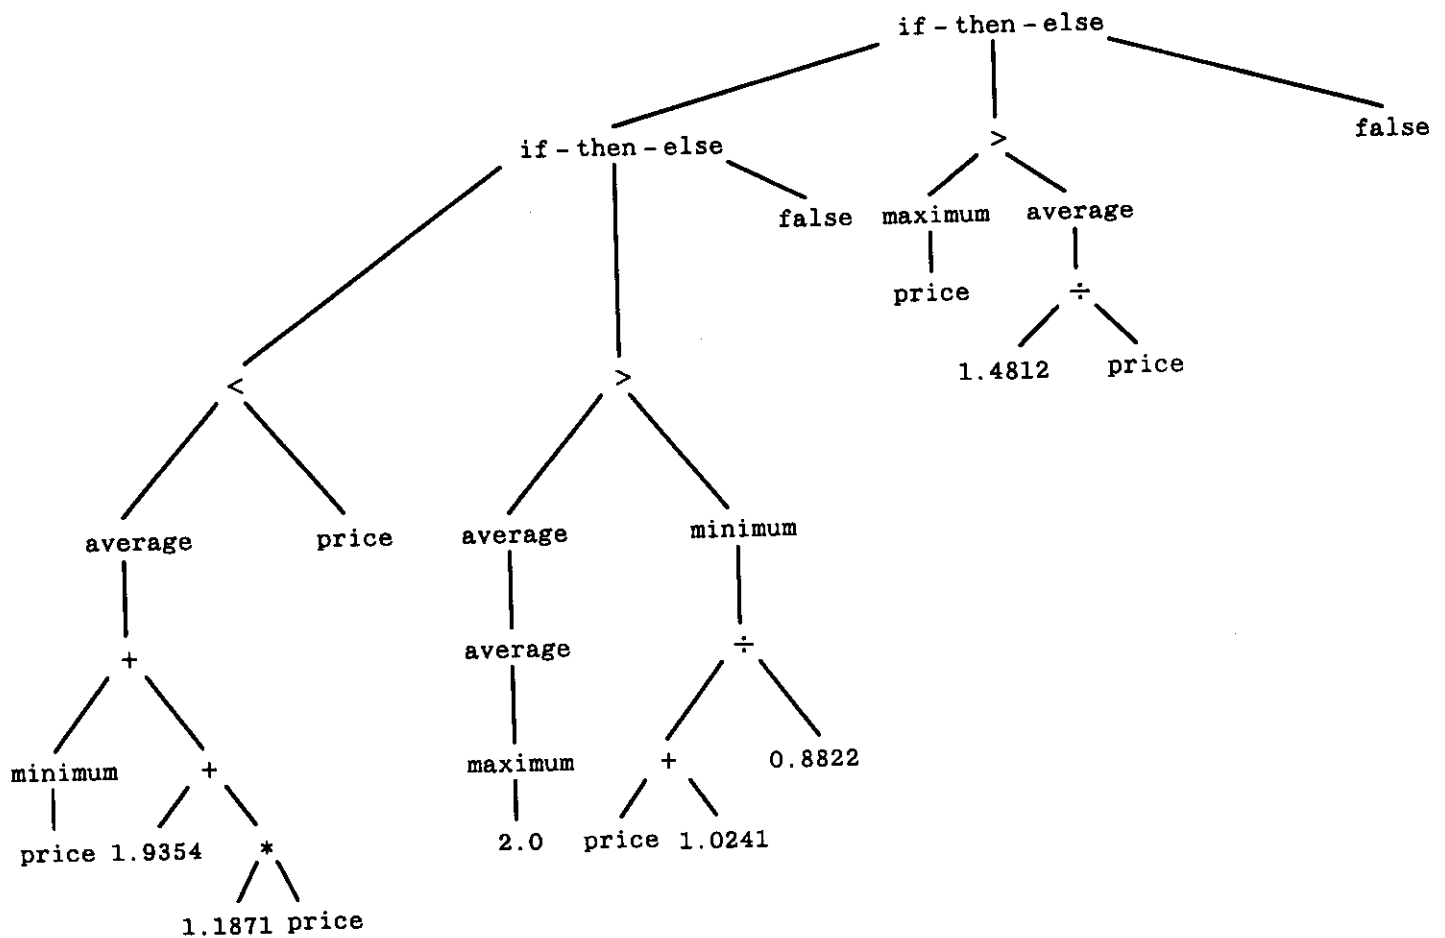 if - then - else
if - then - else > false
false maximum average
price ÷
1.4812 price
< >
average price average minimum
+ average ÷
minimum + maximum + 0.8822
price 1.9354 * 2.0 price 1.0241
1.1871 price